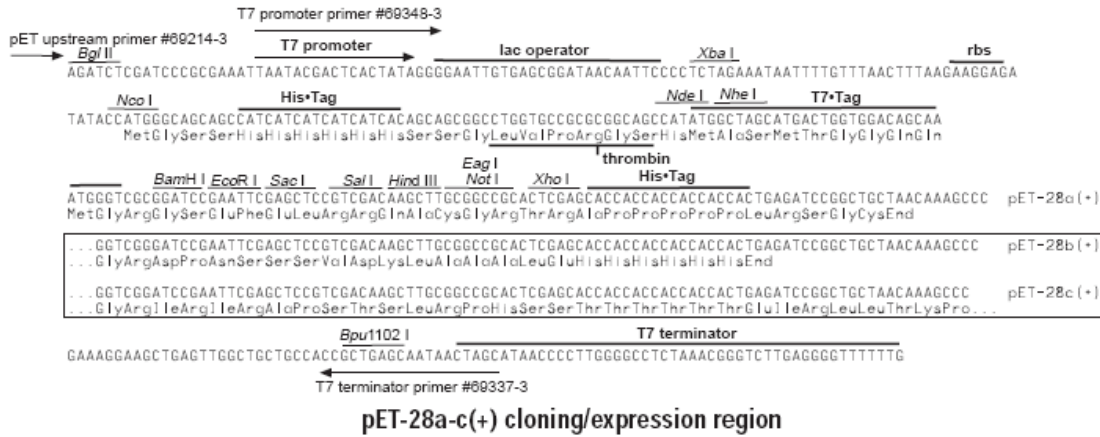 T7 promoter primer #69348-3
pET upstream primer #69214-3
Bgl II T7 promoter lac operator Xba I rbs
AGATCTCGATCCCGCGAAATTAATACGACTCACTATAGGGGAATTGTGAGCGGATAACAATTCCCCTCTAGAAATAATTTTGTTTAACTTTAAGAAGGAGA
Nco I His•Tag Nde I Nhe I T7•Tag
TATACCATGGGCAGCAGCCATCATCATCATCATCACAGCAGCGGCCTGGTGCCGCGCGGCAGCCATATGGCTAGCATGACTGGTGGACAGCAA
MetGlySerSerHisHisHisHisHisHisSerSerGlyLeuValProArgGlySerHisMetAlaSerMetThrGlyGlyGlnGln
thrombin
BamH I EcoR I Sac I Sal I Hind III Eag I Not I Xho I His•Tag
ATGGGTCGCGGATCCGAATTCGAGCTCCGTCGACAAGCTTGCGGCCGCACTCGAGCACCACCACCACCACCACTGAGATCCGGCTGCTAACAAAGCCC pET-28a(+)
MetGlyArgGlySerGluPheGluLeuArgArgGlnAlaCysGlyArgThrArgAlaProProProProProLeuArgSerGlyCysEnd
...GGTCGGGATCCGAATTCGAGCTCCGTCGACAAGCTTGCGGCCGCACTCGAGCACCACCACCACCACCACTGAGATCCGGCTGCTAACAAAGCCC pET-28b(+)
...GlyArgAspProAsnSerSerSerValAspLysLeuAlaAlaAlaLeuGluHisHisHisHisHisHisEnd
...GGTCGGATCCGAATTCGAGCTCCGTCGACAAGCTTGCGGCCGCACTCGAGCACCACCACCACCACCACTGAGATCCGGCTGCTAACAAAGCCC pET-28c(+)
...GlyArgIleArgIleArgAlaProSerThrSerLeuArgProHisSerSerThrThrThrThrThrThrGluIleArgLeuLeuThrLysPro...
Bpu1102 I T7 terminator
GAAAGGAAGCTGAGTTGGCTGCTGCCACCGCTGAGCAATAACTAGCATAACCCCTTGGGGCCTCTAAACGGGTCTTGAGGGGTTTTTTG
T7 terminator primer #69337-3
pET-28a-c(+) cloning/expression region